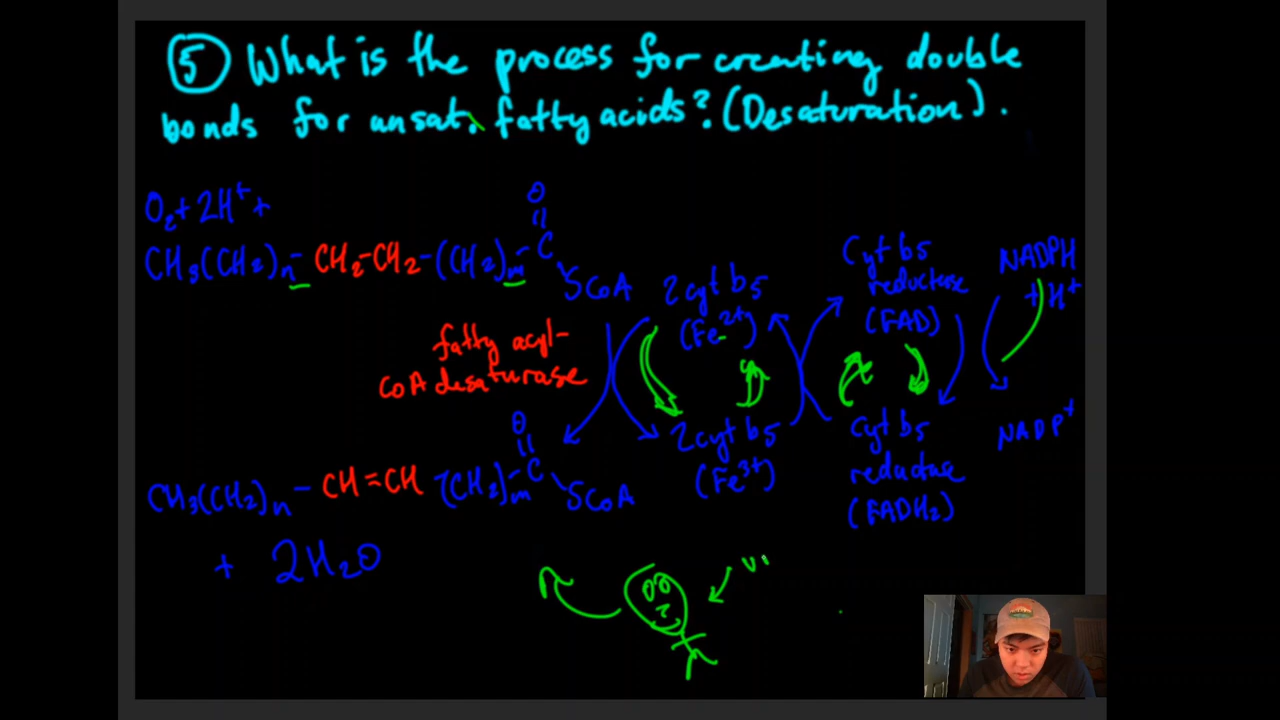 ⑤ What is the process for creating double
bonds for unsat. fatty acids? (Desaturation).
O₂ + 2H⁺ +
CH₃(CH₂)n - CH₂-CH₂ - (CH₂)m - C
O
SCoA
fatty acyl-
CoA desaturase
2 cyt b5
(Fe²⁺)
Cyt b5
reductase
(FAD)
NADPH
+ H⁺
2 cyt b5
(Fe³⁺)
Cyt b5
reductase
(FADH₂)
NADP⁺
O
CH₃(CH₂)n - CH=CH -(CH₂)m - C
SCoA
+ 2H₂O